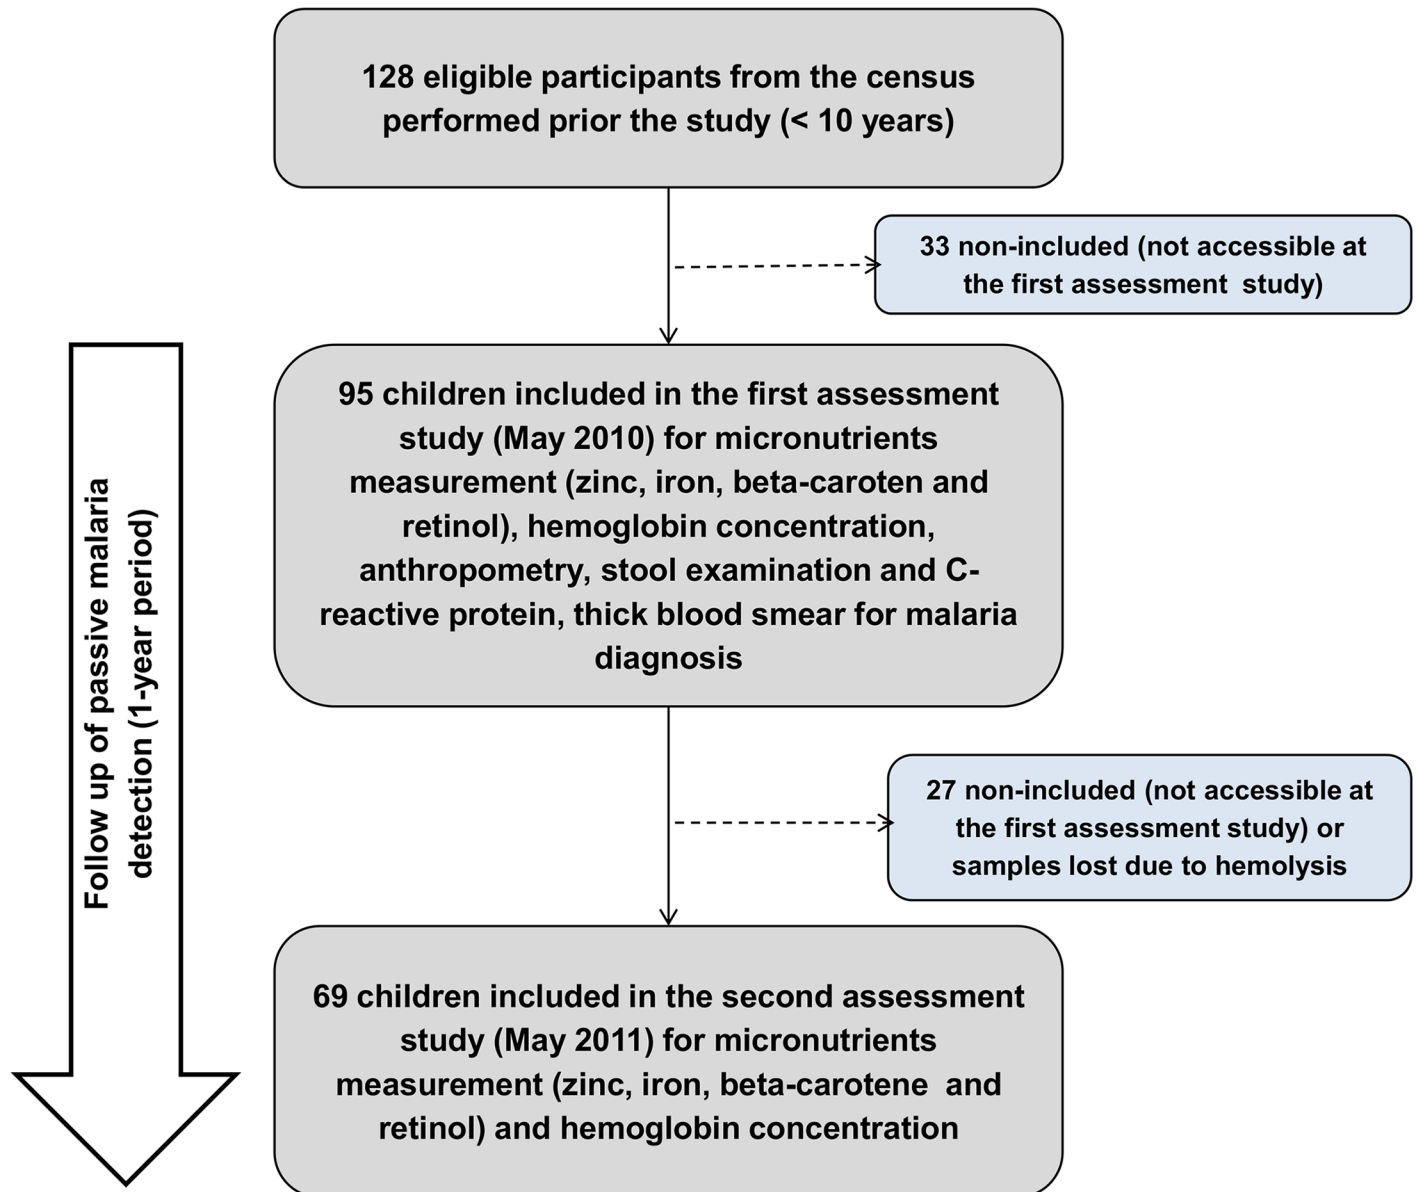 128 eligible participants from the census
performed prior the study (< 10 years)
33 non-included (not accessible at
the first assessment  study)
95 children included in the first assessment
study (May 2010) for micronutrients
measurement (zinc, iron, beta-caroten and
retinol), hemoglobin concentration,
anthropometry, stool examination and C-
reactive protein, thick blood smear for malaria
diagnosis
Follow up of passive malaria
detection (1-year period)
27 non-included (not accessible at
the first assessment study) or
samples lost due to hemolysis
69 children included in the second assessment
study (May 2011) for micronutrients
measurement (zinc, iron, beta-carotene  and
retinol) and hemoglobin concentration